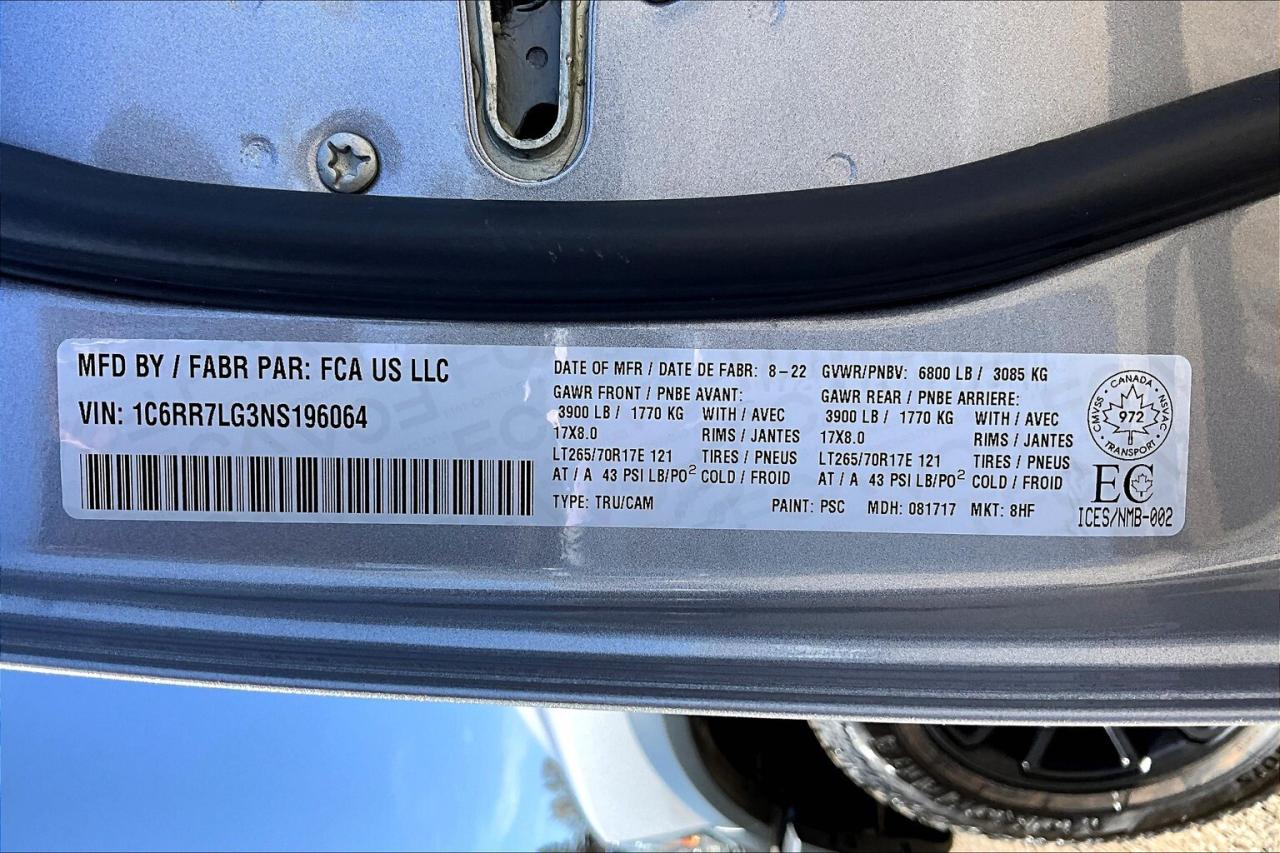 MFD BY / FABR PAR: FCA US LLC
VIN: 1C6RR7LG3NS196064
DATE OF MFR / DATE DE FABR: 8-22 GVWR/PNBV: 6800 LB / 3085 KG
GAWR FRONT / PNBE AVANT: GAWR REAR / PNBE ARRIERE:
3900 LB / 1770 KG WITH / AVEC 3900 LB / 1770 KG WITH / AVEC
17X8.0 RIMS / JANTES 17X8.0 RIMS / JANTES
LT265/70R17E 121 TIRES / PNEUS LT265/70R17E 121 TIRES / PNEUS
AT / A 43 PSI LB/PO² COLD / FROID AT / A 43 PSI LB/PO² COLD / FROID
TYPE: TRU/CAM PAINT: PSC MDH: 081717 MKT: 8HF
CANADA
CMVSS 972 NSVAC
TRANSPORT
EC
ICES/NMB-002